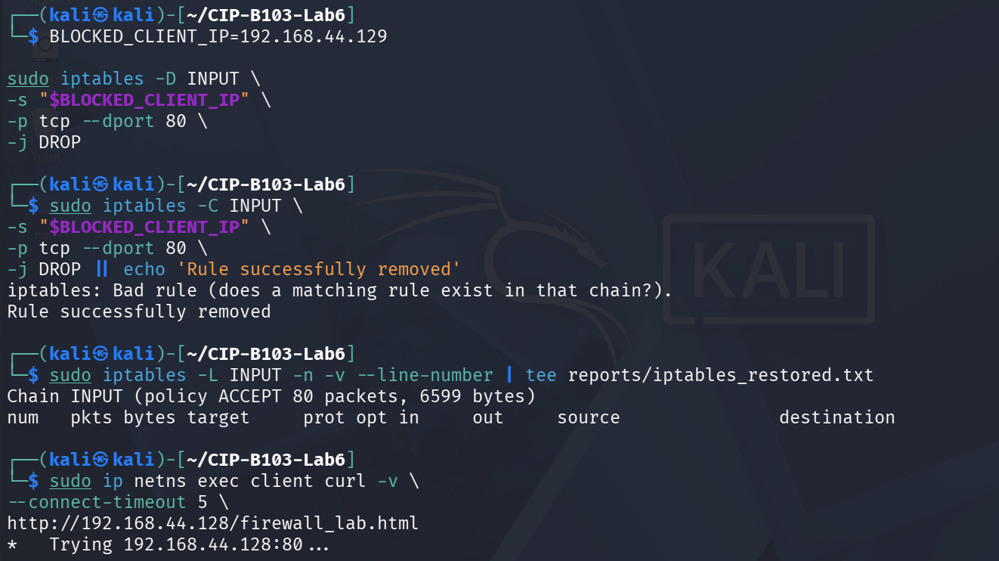 ┌──(kali㉿kali)-[~/CIP-B103-Lab6]
└─$ BLOCKED_CLIENT_IP=192.168.44.129
sudo iptables -D INPUT \
-s "$BLOCKED_CLIENT_IP" \
-p tcp --dport 80 \
-j DROP
Trash
┌──(kali㉿kali)-[~/CIP-B103-Lab6]
└─$ sudo iptables -C INPUT \
-s "$BLOCKED_CLIENT_IP" \
-p tcp --dport 80 \
-j DROP || echo 'Rule successfully removed'
iptables: Bad rule (does a matching rule exist in that chain?).
Rule successfully removed
KALI
┌──(kali㉿kali)-[~/CIP-B103-Lab6]
└─$ sudo iptables -L INPUT -n -v --line-number | tee reports/iptables_restored.txt
Chain INPUT (policy ACCEPT 80 packets, 6599 bytes)
num   pkts bytes target     prot opt in     out     source               destination
┌──(kali㉿kali)-[~/CIP-B103-Lab6]
└─$ sudo ip netns exec client curl -v \
--connect-timeout 5 \
http://192.168.44.128/firewall_lab.html
*   Trying 192.168.44.128:80...